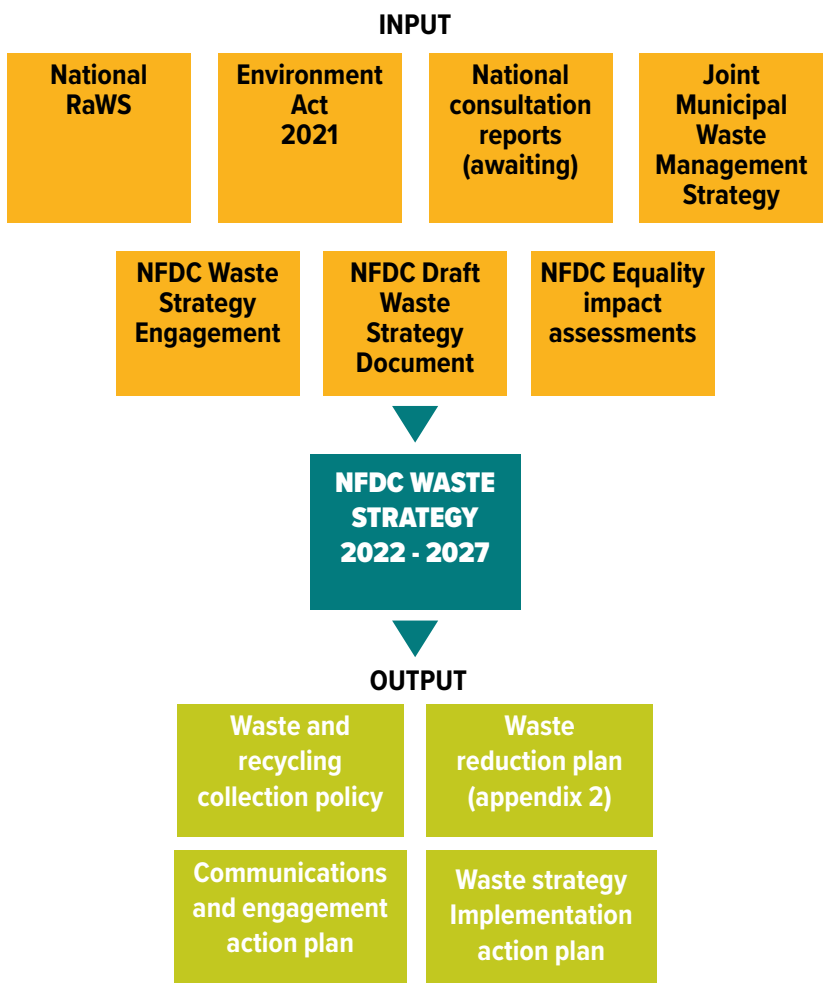 INPUT
National
RaWS
Environment
Act
2021
National
consultation
reports
(awaiting)
Joint
Municipal
Waste
Management
Strategy
NFDC Waste
Strategy
Engagement
NFDC Draft
Waste
Strategy
Document
NFDC Equality
impact
assessments
NFDC WASTE
STRATEGY
2022 - 2027
OUTPUT
Waste and
recycling
collection policy
Waste
reduction plan
(appendix 2)
Communications
and engagement
action plan
Waste strategy
Implementation
action plan